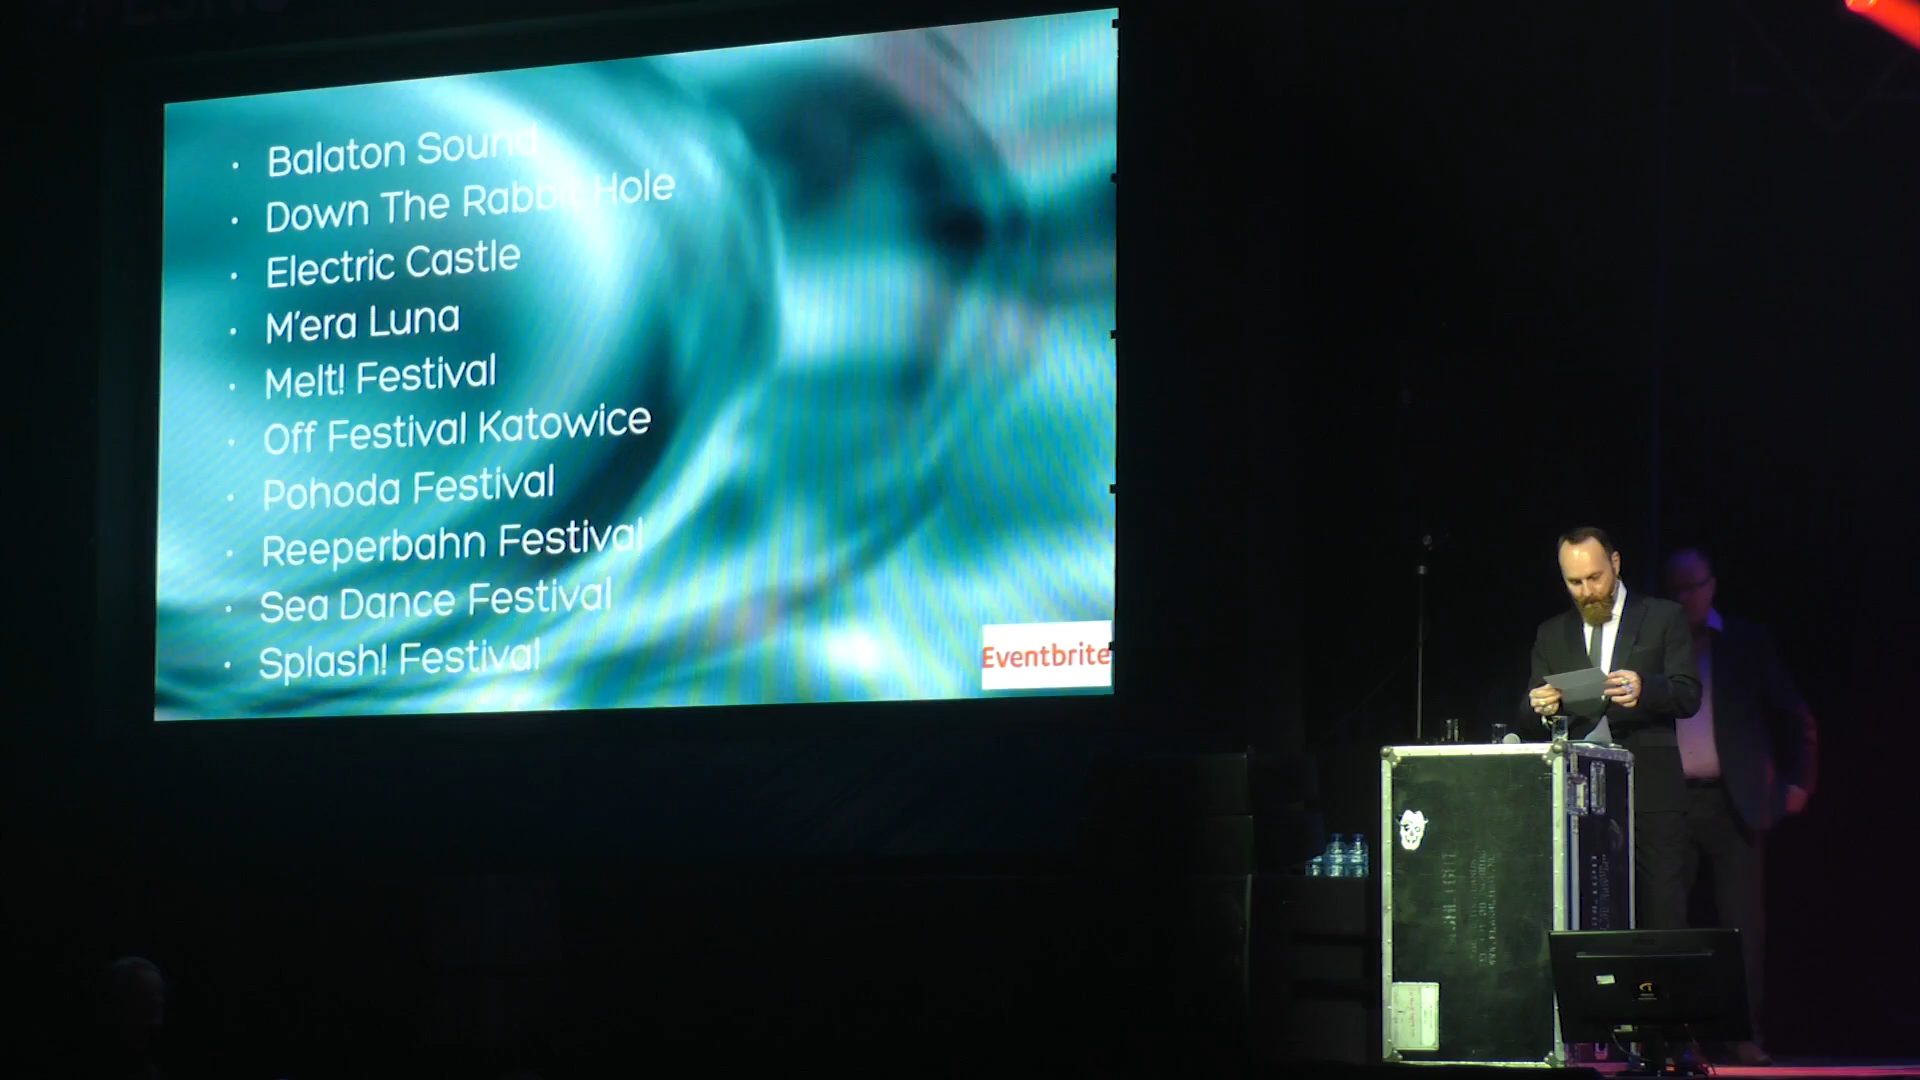 Balaton Sound
Down The Rabbit Hole
Electric Castle
M'era Luna
Melt! Festival
Off Festival Katowice
Pohoda Festival
Reeperbahn Festival
Sea Dance Festival
Splash! Festival
Eventbrite